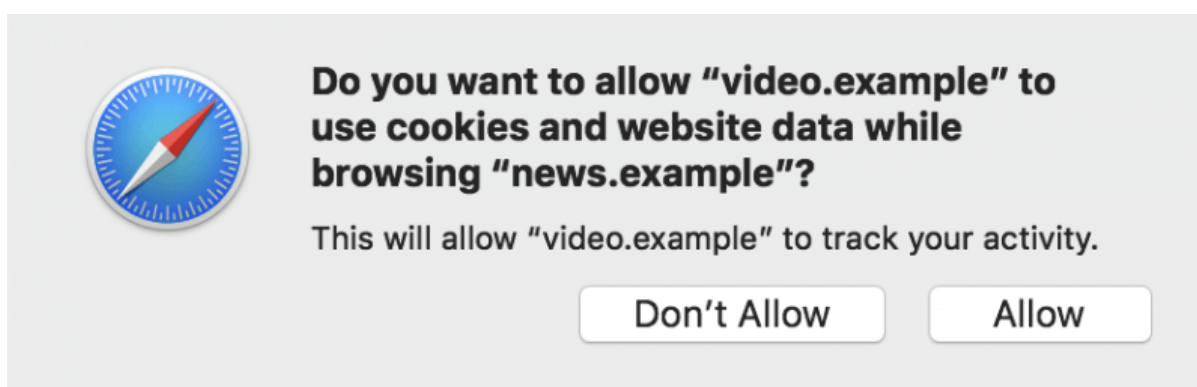 Do you want to allow “video.example” to
use cookies and website data while
browsing “news.example”?
This will allow “video.example” to track your activity.
Don’t Allow
Allow